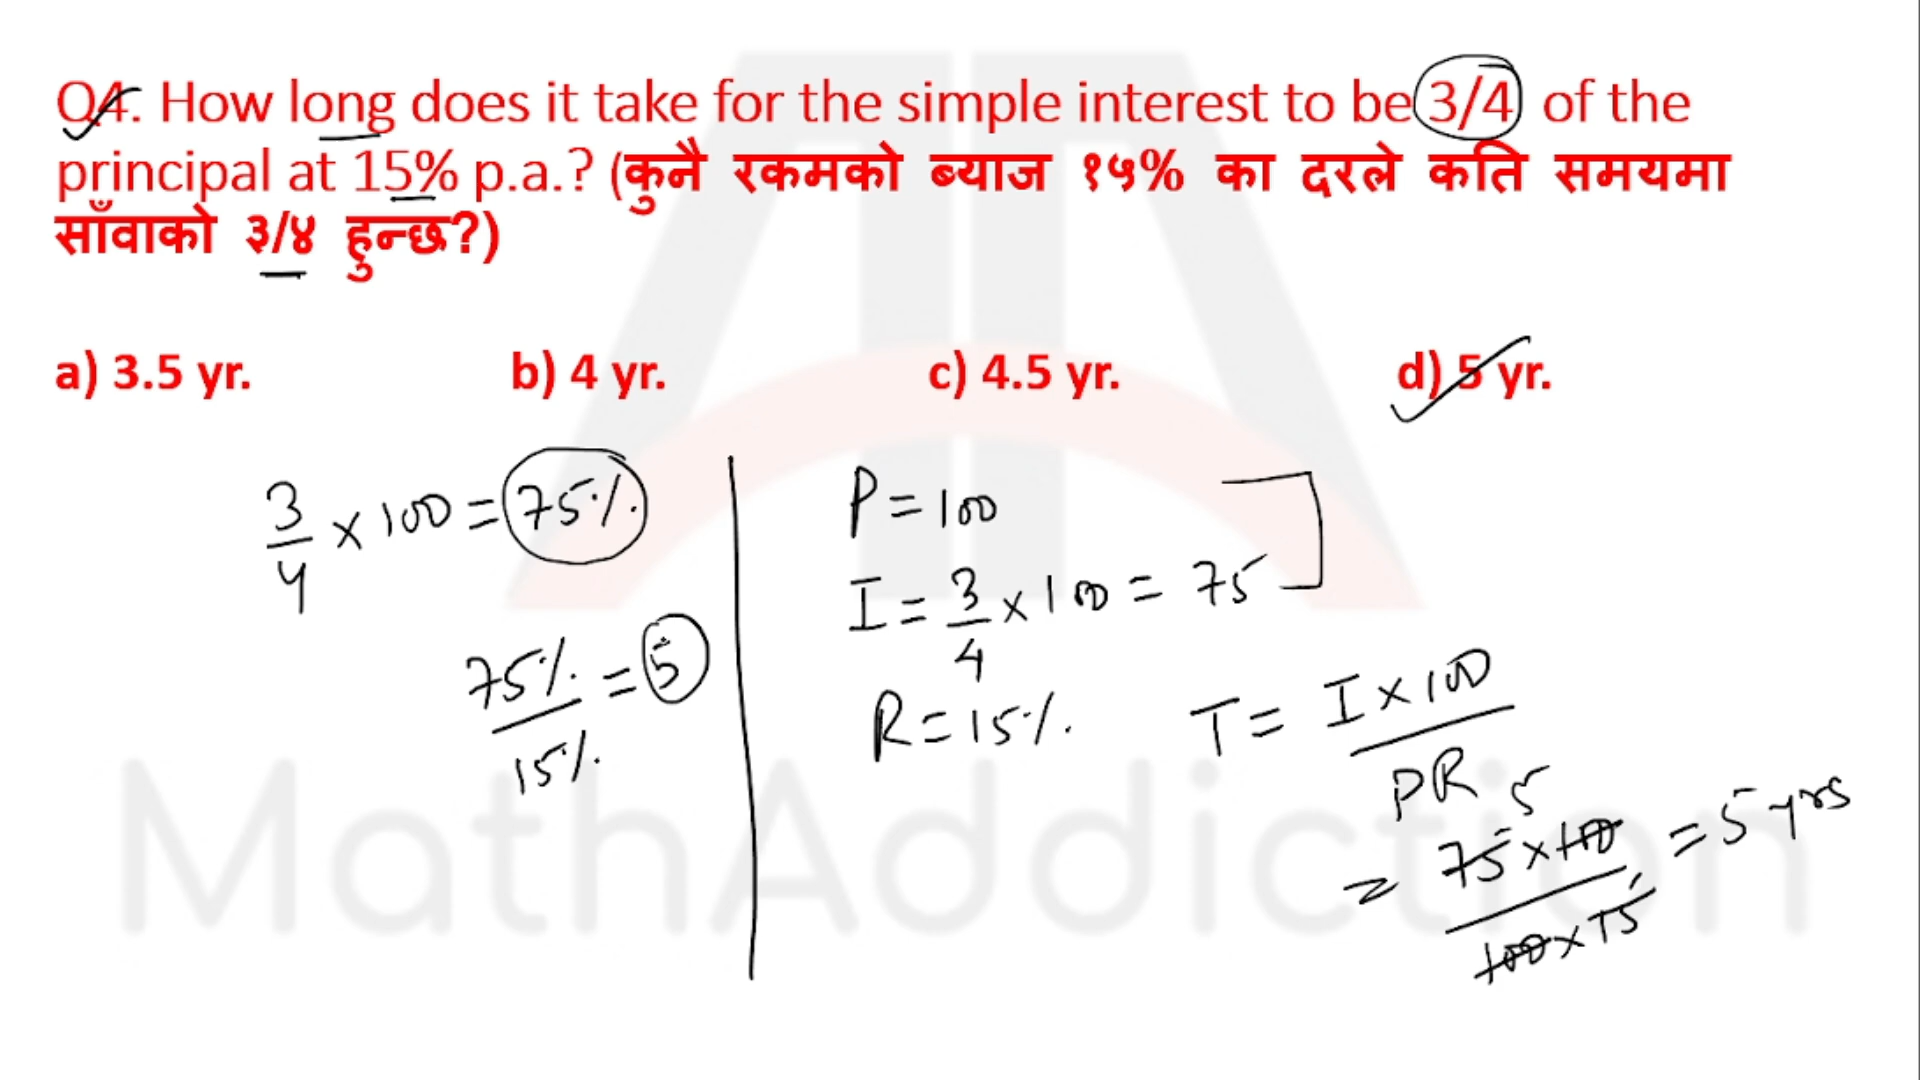 Q4. How long does it take for the simple interest to be 3/4 of the
principal at 15% p.a.? (कुनै रकमको ब्याज १५% का दरले कति समयमा
साँवाको ३/४ हुन्छ?)
a) 3.5 yr. b) 4 yr. c) 4.5 yr. d) 5 yr.
3/4 × 100 = 75%
75%/15% = 5
P = 100
I = 3/4 × 100 = 75
R = 15% T = I × 100 / PR
= 75 × 100 / 100 × 15 = 5 yrs
5
MathAddiction